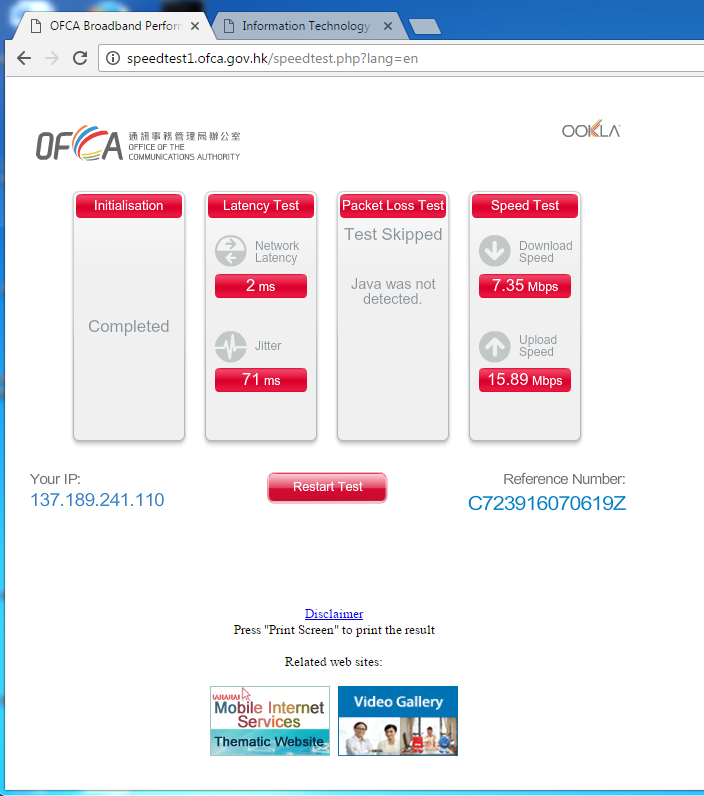 OFCA Broadband Perform
Information Technology
speedtest1.ofca.gov.hk/speedtest.php?lang=en
OFCA
通訊事務管理局辦公室
OFFICE OF THE
COMMUNICATIONS AUTHORITY
OOKLA
Initialisation
Completed
Latency Test
Network
Latency
2 ms
Jitter
71 ms
Packet Loss Test
Test Skipped
Java was not
detected.
Speed Test
Download
Speed
7.35 Mbps
Upload
Speed
15.89 Mbps
Your IP:
137.189.241.110
Restart Test
Reference Number:
C723916070619Z
Disclaimer
Press "Print Screen" to print the result
Related web sites:
Mobile Internet
Services
Thematic Website
Video Gallery